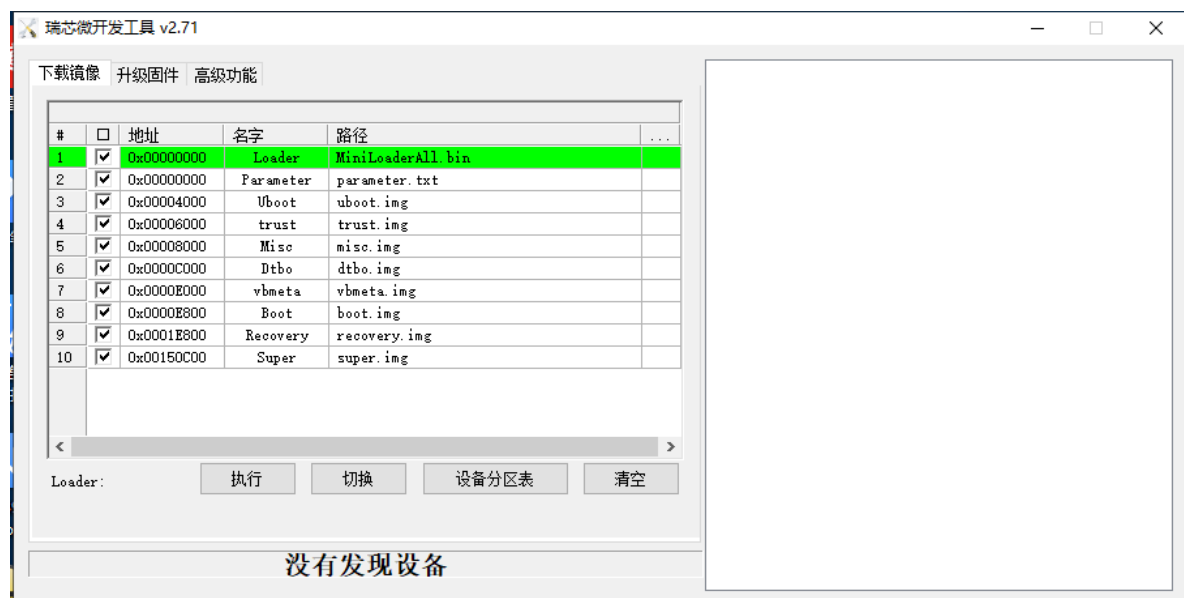 瑞芯微开发工具 v2.71
下载镜像 升级固件 高级功能
# 地址 名字 路径 ...
1 0x00000000 Loader MiniLoaderAll.bin
2 0x00000000 Parameter parameter.txt
3 0x00004000 Uboot uboot.img
4 0x00006000 trust trust.img
5 0x00008000 Misc misc.img
6 0x0000C000 Dtbo dtbo.img
7 0x0000E000 vbmeta vbmeta.img
8 0x0000E800 Boot boot.img
9 0x0001E800 Recovery recovery.img
10 0x00150C00 Super super.img
Loader: 执行 切换 设备分区表 清空
没有发现设备